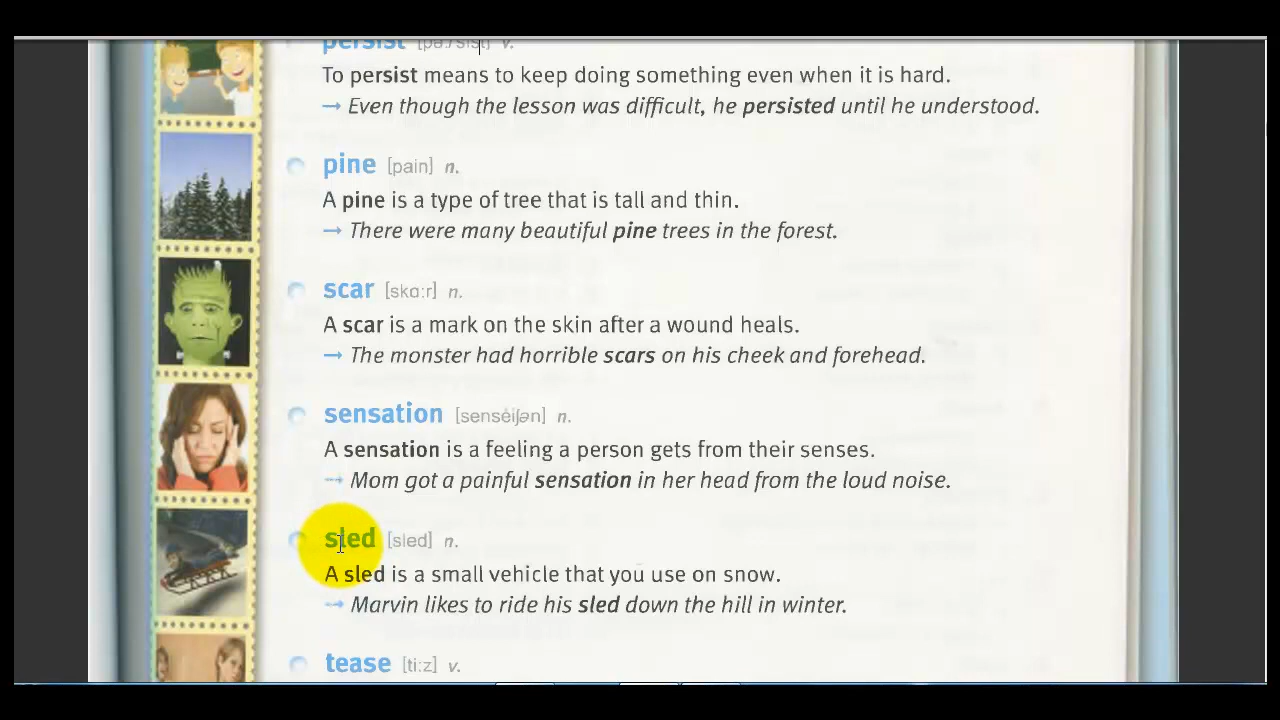 persist [pəːrsist] v.
To persist means to keep doing something even when it is hard.
→ Even though the lesson was difficult, he persisted until he understood.
pine [pain] n.
A pine is a type of tree that is tall and thin.
→ There were many beautiful pine trees in the forest.
scar [skɑːr] n.
A scar is a mark on the skin after a wound heals.
→ The monster had horrible scars on his cheek and forehead.
sensation [senséiʃən] n.
A sensation is a feeling a person gets from their senses.
→ Mom got a painful sensation in her head from the loud noise.
sled [sled] n.
A sled is a small vehicle that you use on snow.
→ Marvin likes to ride his sled down the hill in winter.
tease [tiːz] v.